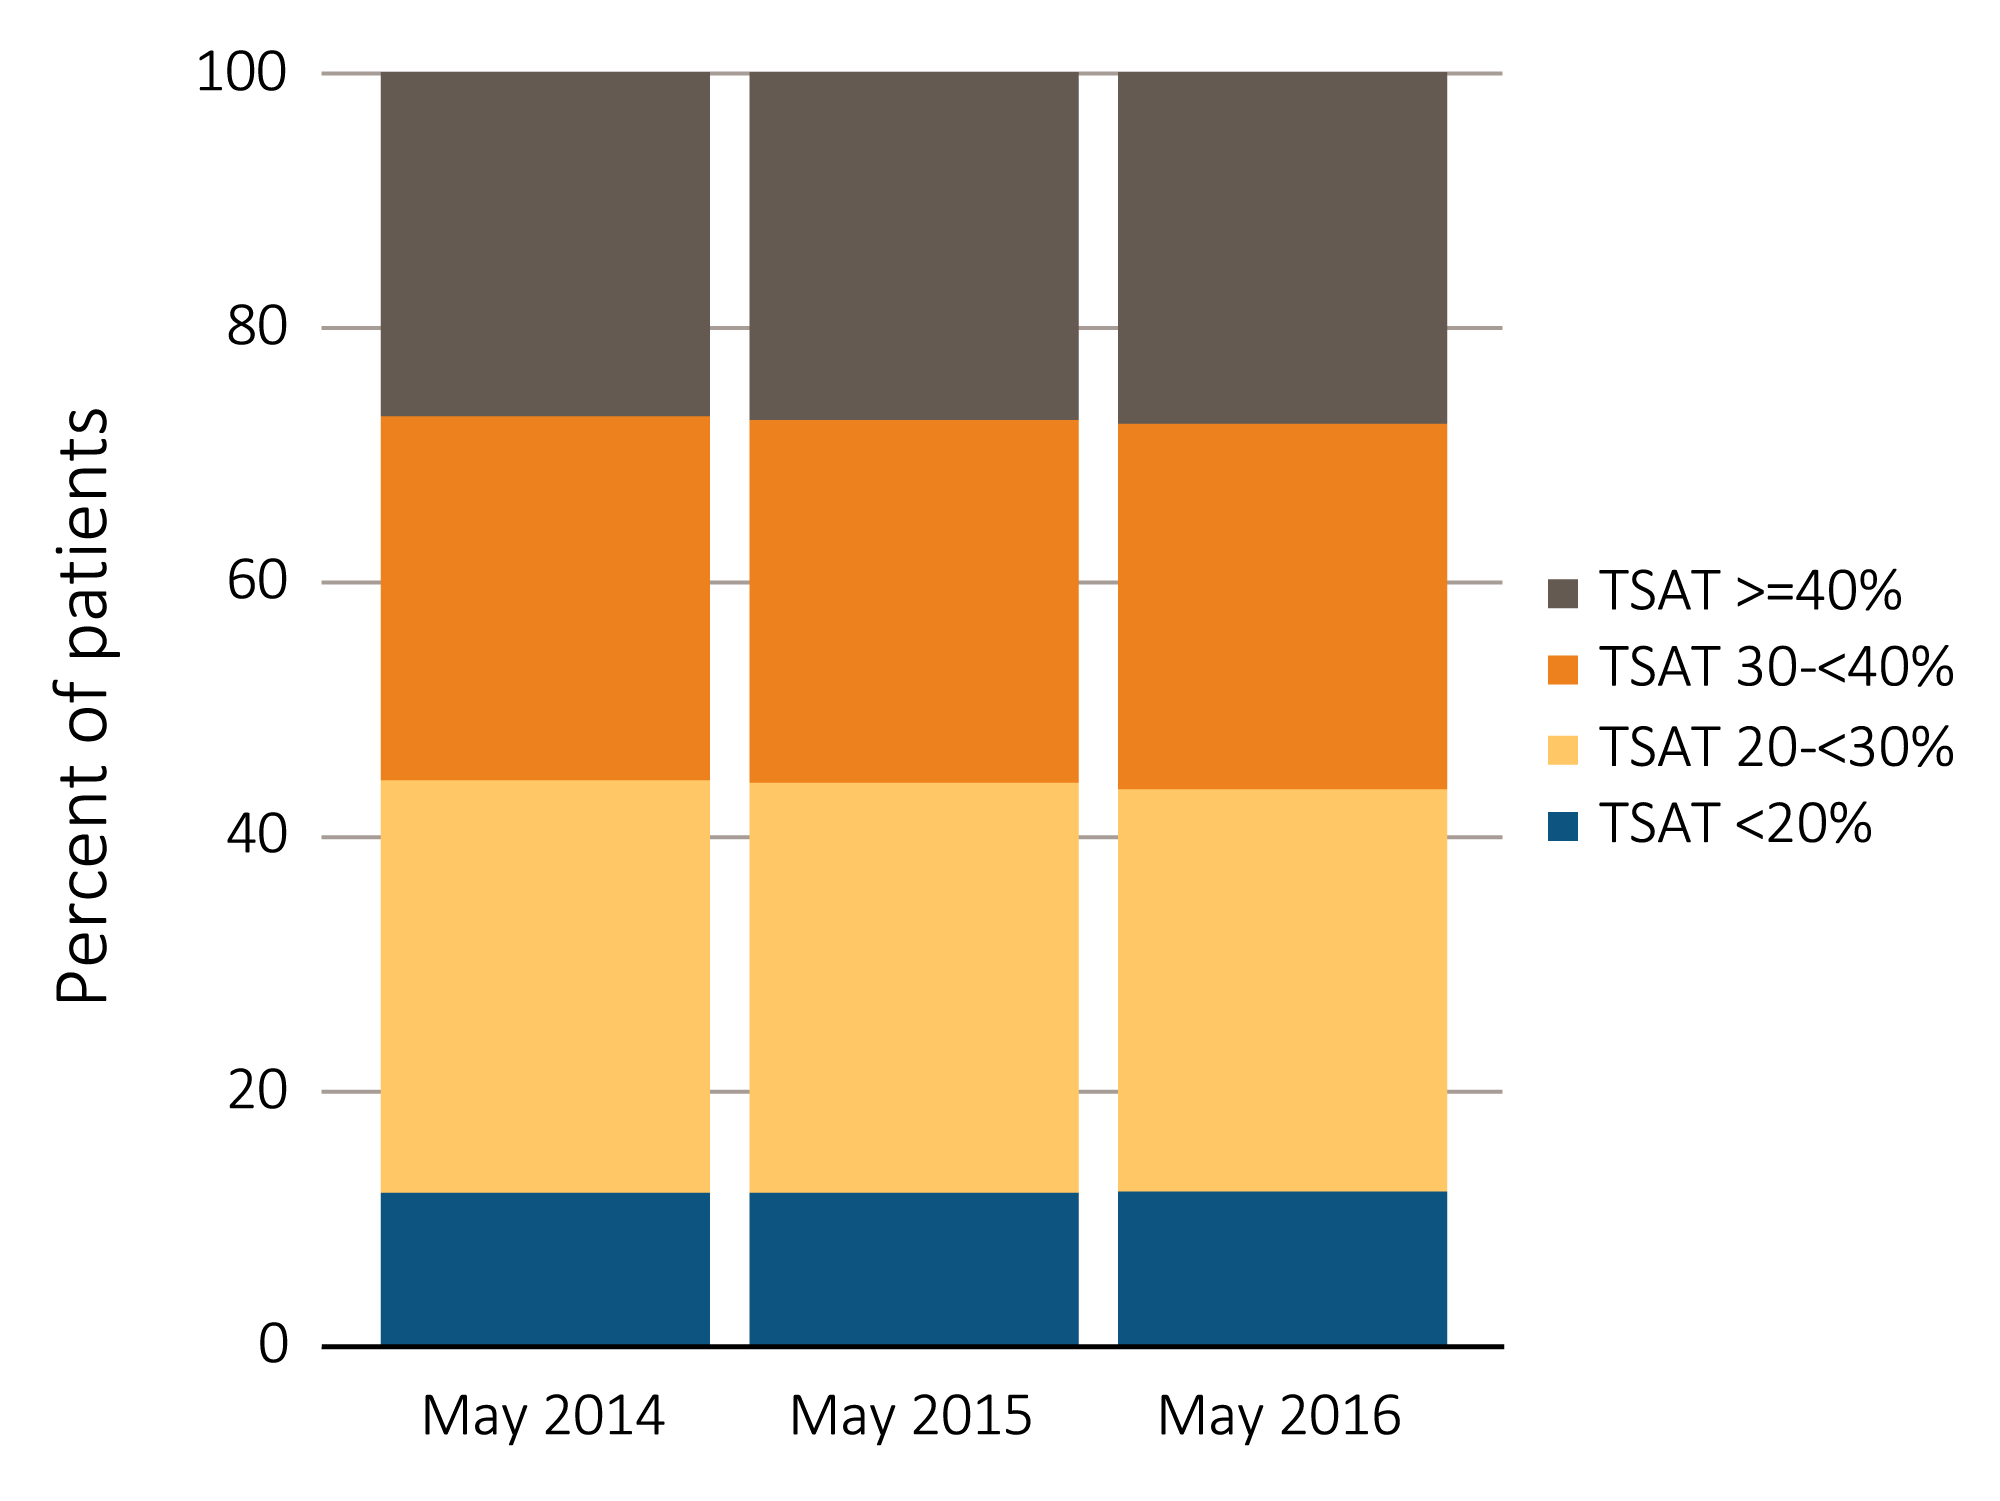 Percent of patients
100
80
60
40
20
0
May 2014
May 2015
May 2016
TSAT >=40%
TSAT 30-<40%
TSAT 20-<30%
TSAT <20%